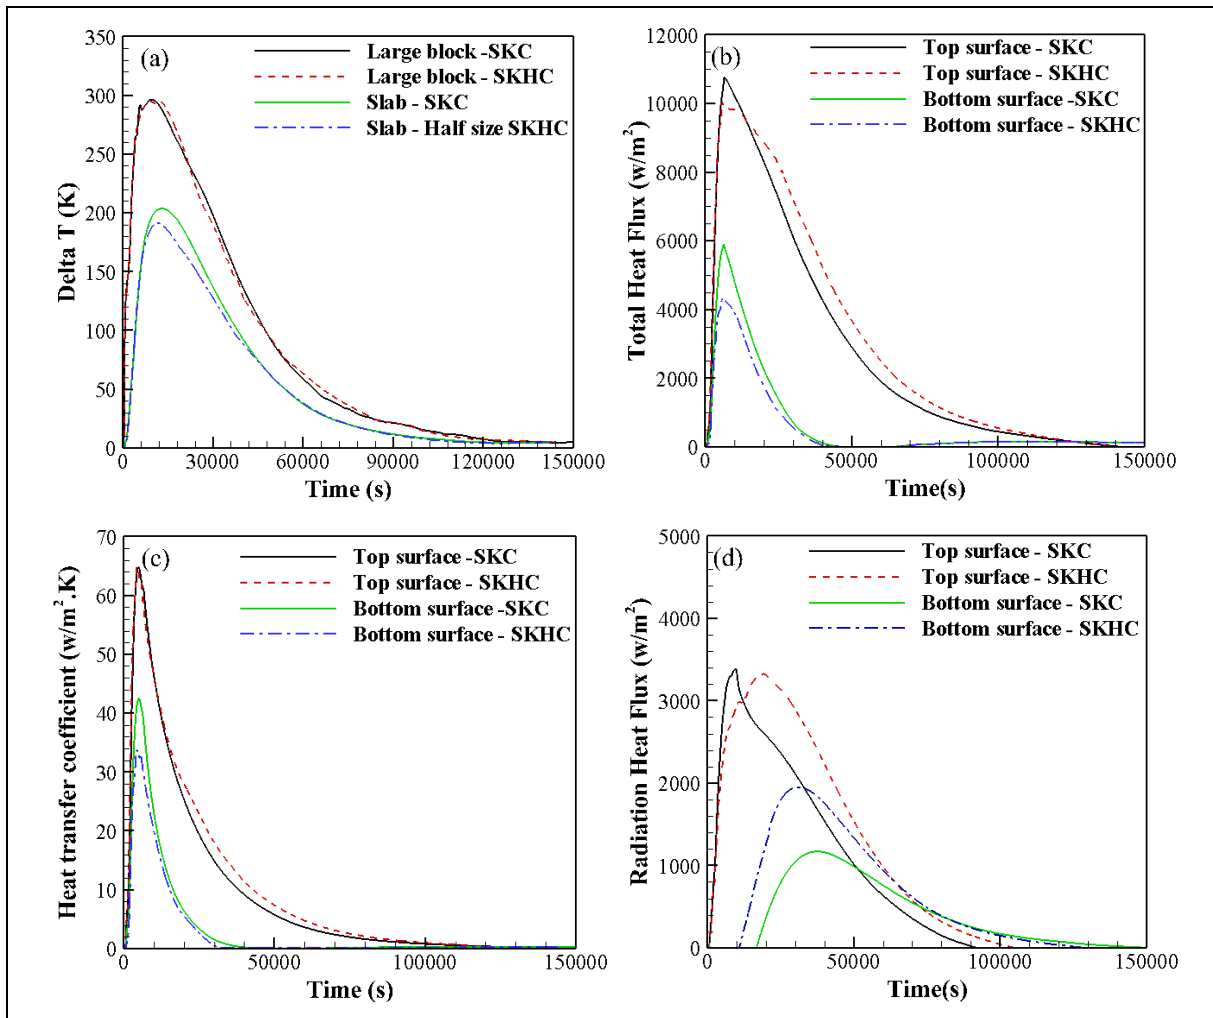 (a)
Large block -SKC
Large block - SKHC
Slab - SKC
Slab - Half size SKHC
350
300
250
200
150
100
50
0
Delta T (K)
0 30000 60000 90000 120000 150000
Time (s)
(b)
Top surface - SKC
Top surface - SKHC
Bottom surface -SKC
Bottom surface - SKHC
12000
10000
8000
6000
4000
2000
0
Total Heat Flux (w/m²)
0 50000 100000 150000
Time(s)
(c)
Top surface -SKC
Top surface - SKHC
Bottom surface -SKC
Bottom surface - SKHC
70
60
50
40
30
20
10
0
Heat transfer coefficient (w/m².K)
0 50000 100000 150000
Time (s)
(d)
Top surface - SKC
Top surface - SKHC
Bottom surface - SKC
Bottom surface - SKHC
5000
4000
3000
2000
1000
0
Radiation Heat Flux (w/m²)
0 50000 100000 150000
Time(s)